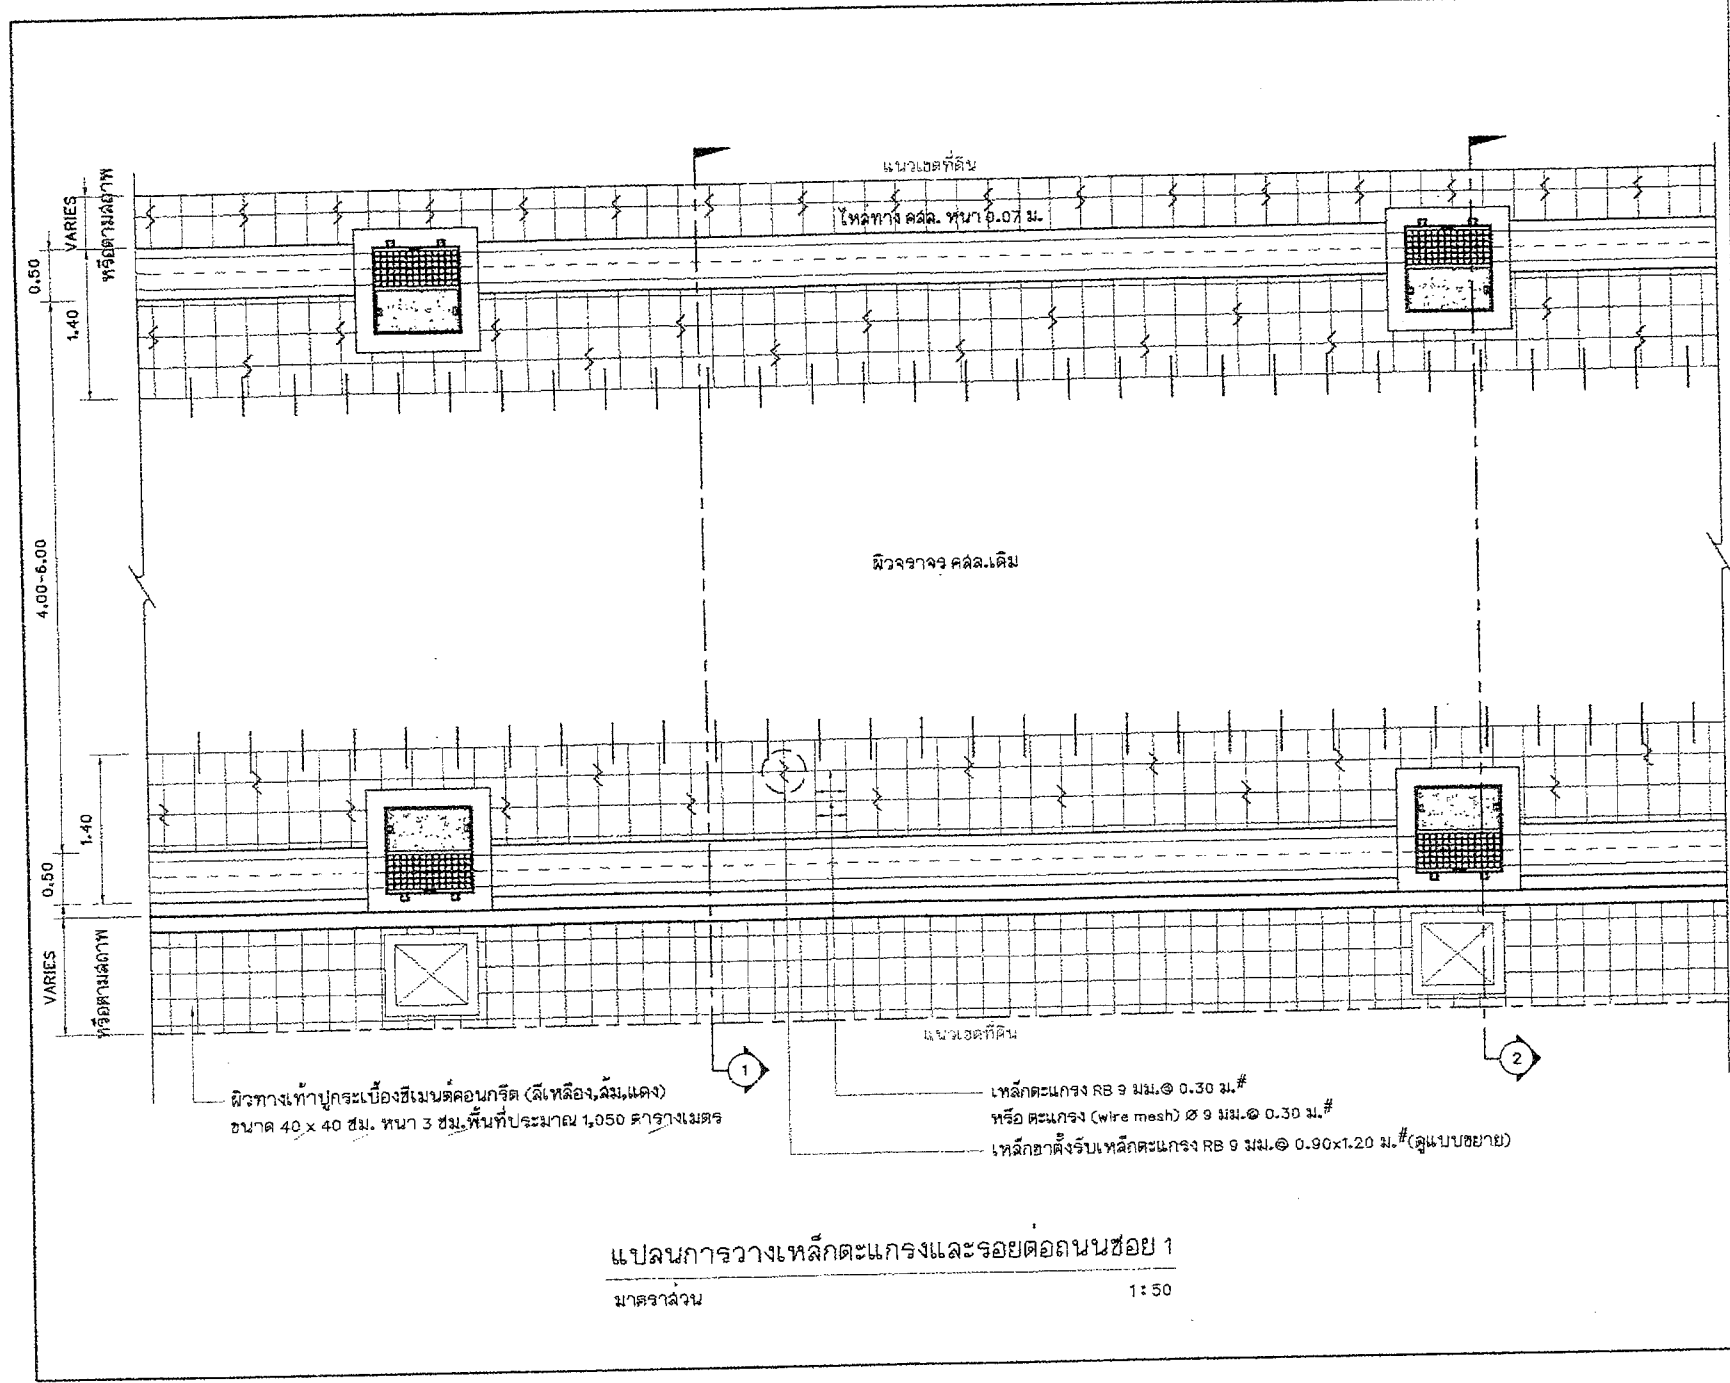 แนวเขตที่ดิน
ไหล่ทาง คสล. หนา 0.07 ม.
VARIES
หรือตามสภาพ
0.50
1.40
4.00-6.00
ผิวจราจร คสล.เดิม
1.40
0.50
VARIES
หรือตามสภาพ
แนวเขตที่ดิน
1
2
ผิวทางเท้าปูกระเบื้องซีเมนต์คอนกรีต (สีเหลือง,ส้ม,แดง)
ขนาด 40 x 40 ซม. หนา 3 ซม.พื้นที่ประมาณ 1,050 ตารางเมตร
เหล็กตะแกรง RB 9 มม.@ 0.30 ม.#
หรือ ตะแกรง (wire mesh) Ø 9 มม.@ 0.30 ม.#
เหล็กขาตั้งรับเหล็กตะแกรง RB 9 มม.@ 0.90x1.20 ม.#(ดูแบบขยาย)
แปลนการวางเหล็กตะแกรงและรอยต่อถนนซอย 1
มาตราส่วน 1:50